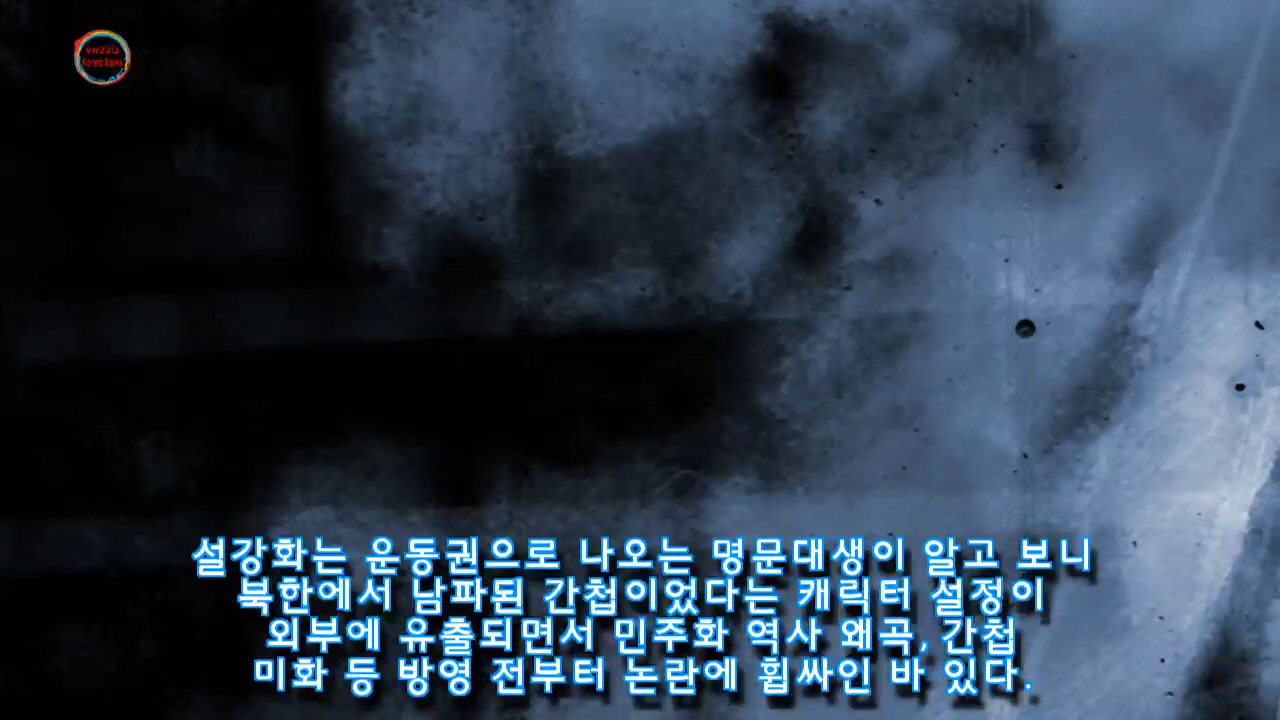 Korea News
설강화는 운동권으로 나오는 명문대생이 알고 보니
북한에서 남파된 간첩이었다는 캐릭터 설정이
외부에 유출되면서 민주화 역사 왜곡, 간첩
미화 등 방영 전부터 논란에 휩싸인 바 있다.